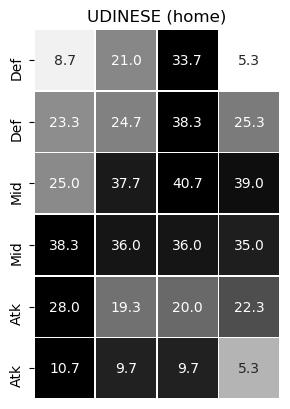 UDINESE (home)
Def 8.7 21.0 33.7 5.3
Def 23.3 24.7 38.3 25.3
Mid 25.0 37.7 40.7 39.0
Mid 38.3 36.0 36.0 35.0
Atk 28.0 19.3 20.0 22.3
Atk 10.7 9.7 9.7 5.3